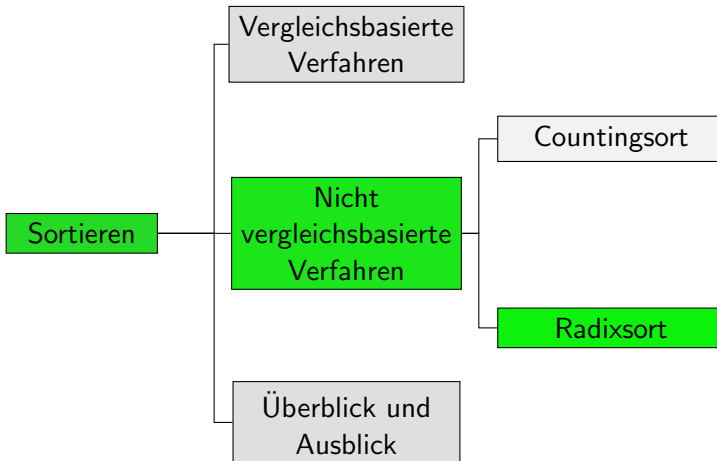 Vergleichsbasierte
Verfahren
Countingsort
Nicht
vergleichsbasierte
Verfahren
Sortieren
Radixsort
Überblick und
Ausblick